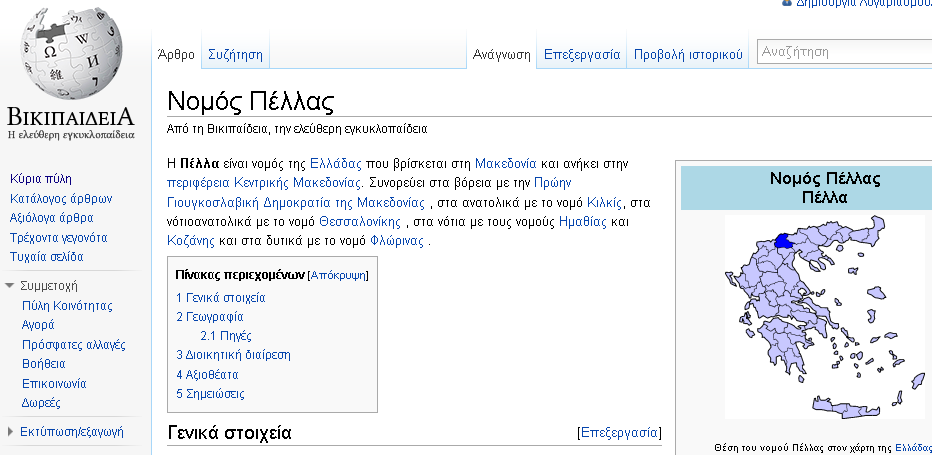 Δημιουργία Λογαριασμού
ΒΙΚΙΠΑΙΔΕΙΑ
Η ελεύθερη εγκυκλοπαίδεια
Άρθρο
Συζήτηση
Ανάγνωση
Επεξεργασία
Προβολή ιστορικού
Αναζήτηση
Κύρια πύλη
Κατάλογος άρθρων
Αξιόλογα άρθρα
Τρέχοντα γεγονότα
Τυχαία σελίδα
Συμμετοχή
Πύλη Κοινότητας
Αγορά
Πρόσφατες αλλαγές
Βοήθεια
Επικοινωνία
Δωρεές
Εκτύπωση/εξαγωγή
Νομός Πέλλας
Από τη Βικιπαίδεια, την ελεύθερη εγκυκλοπαίδεια
Η Πέλλα είναι νομός της Ελλάδας που βρίσκεται στη Μακεδονία και ανήκει στην
περιφέρεια Κεντρικής Μακεδονίας. Συνορεύει στα βόρεια με την Πρώην
Γιουγκοσλαβική Δημοκρατία της Μακεδονίας , στα ανατολικά με το νομό Κιλκίς, στα
νότιοανατολικά με το νομό Θεσσαλονίκης , στα νότια με τους νομούς Ημαθίας και
Κοζάνης και στα δυτικά με το νομό Φλώρινας .
Πίνακας περιεχομένων [Απόκρυψη]
1 Γενικά στοιχεία
2 Γεωγραφία
2.1 Πηγές
3 Διοικητική διαίρεση
4 Αξιοθέατα
5 Σημειώσεις
Γενικά στοιχεία
[Επεξεργασία]
Νομός Πέλλας
Πέλλα
Θέση του νομού Πέλλας στον χάρτη της Ελλάδας